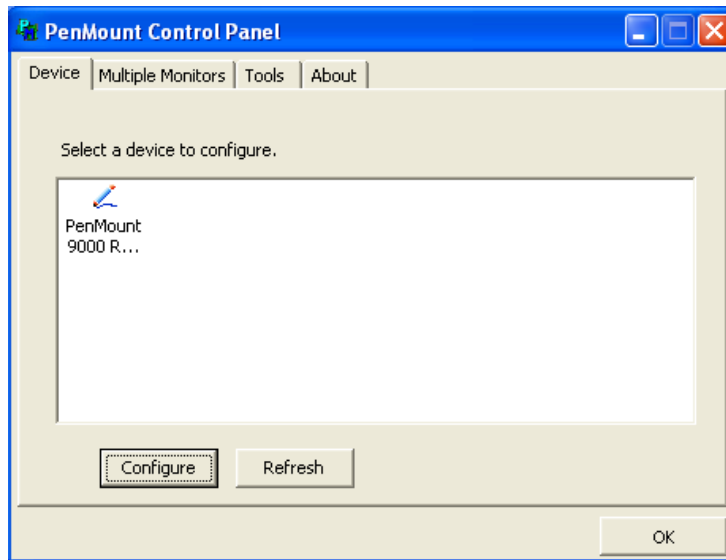 PenMount Control Panel
Device Multiple Monitors Tools About
Select a device to configure.
PenMount
9000 R...
Configure Refresh
OK